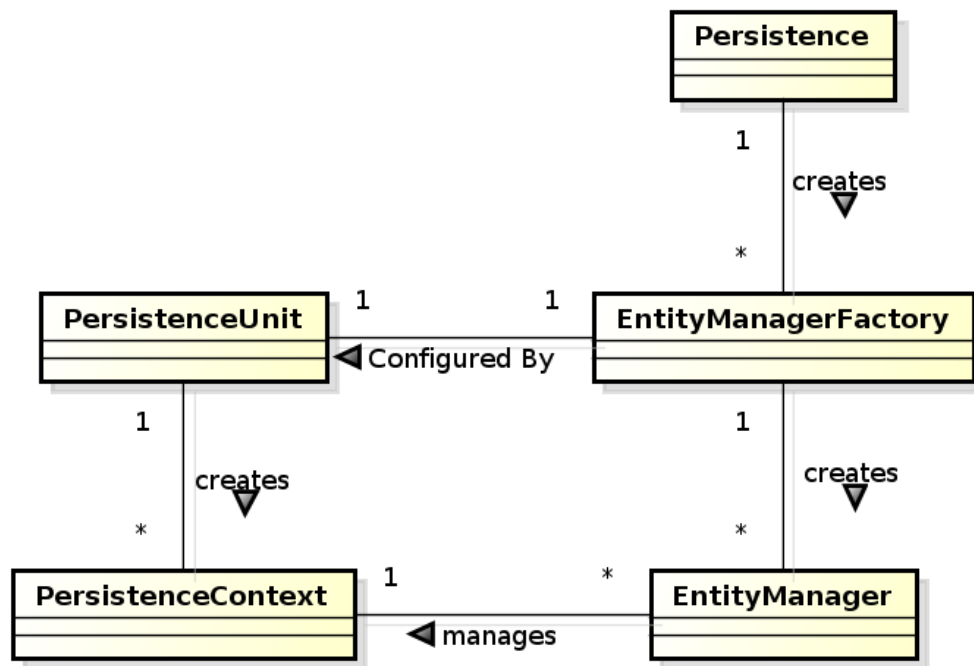 Persistence
1
creates
*
PersistenceUnit
1
1
EntityManagerFactory
Configured By
1
creates
*
1
creates
*
PersistenceContext
1
*
EntityManager
manages